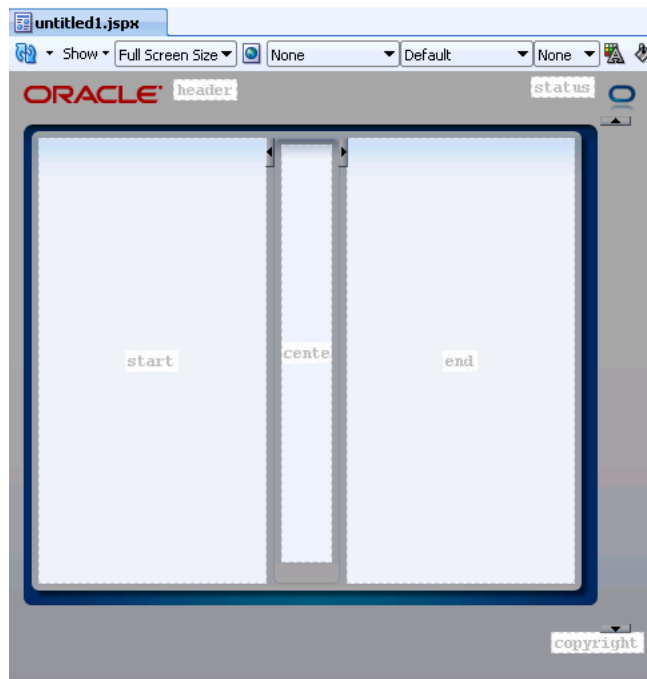 untitled1.jspx
Show Full Screen Size None Default None
ORACLE header status
start cente end
copyright